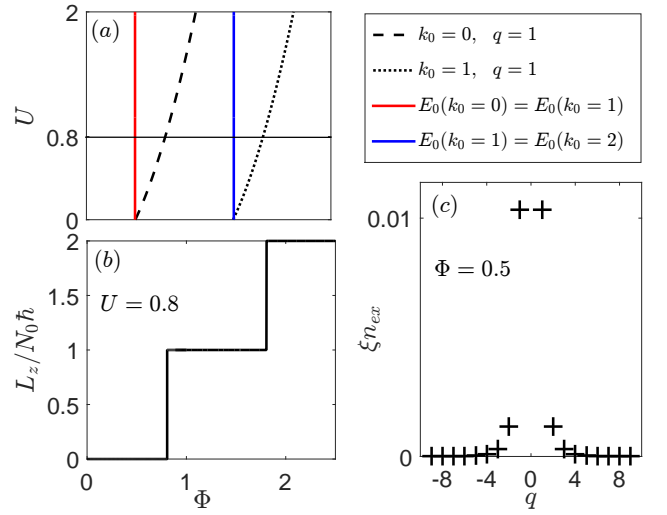 (a)
U
2
0.8
0
k₀ = 0, q = 1
k₀ = 1, q = 1
E₀(k₀ = 0) = E₀(k₀ = 1)
E₀(k₀ = 1) = E₀(k₀ = 2)
(b)
U = 0.8
L_z/N₀ħ
2
1.5
1
0.5
0
0 1 2
Φ
(c)
Φ = 0.5
ξn_ex
0.01
0
-8 -4 0 4 8
q